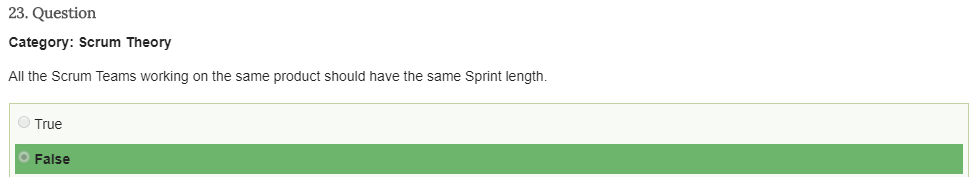 23. Question
Category: Scrum Theory
All the Scrum Teams working on the same product should have the same Sprint length.
True
False